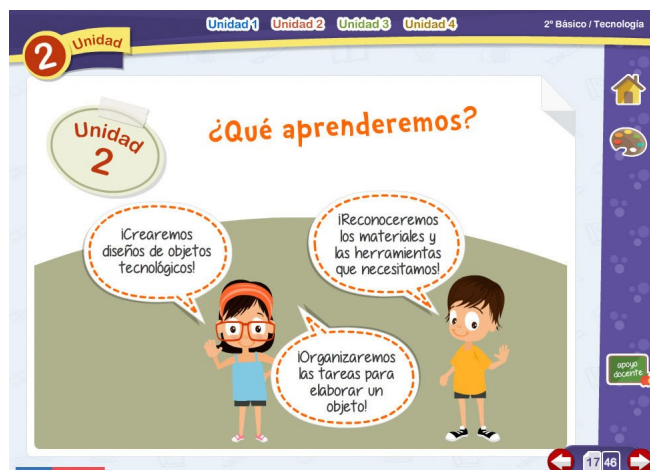 Unidad 1 Unidad 2 Unidad 3 Unidad 4
2º Básico / Tecnología
2 Unidad
Unidad
2
¿Qué aprenderemos?
¡Crearemos
diseños de objetos
tecnológicos!
¡Reconoceremos
los materiales y
las herramientas
que necesitamos!
¡Organizaremos
las tareas para
elaborar un
objeto!
apoyo
docente
17 46